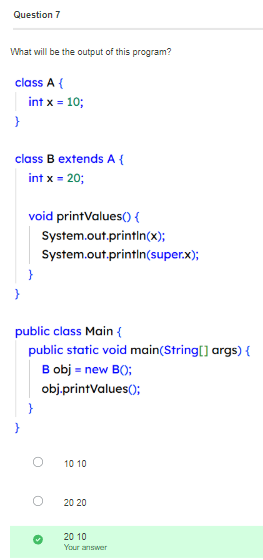 Question 7
What will be the output of this program?
class A {
int x = 10;
}
class B extends A {
int x = 20;
void printValues() {
System.out.println(x);
System.out.println(super.x);
}
}
public class Main {
public static void main(String[] args) {
B obj = new B();
obj.printValues();
}
}
10 10
20 20
20 10
Your answer